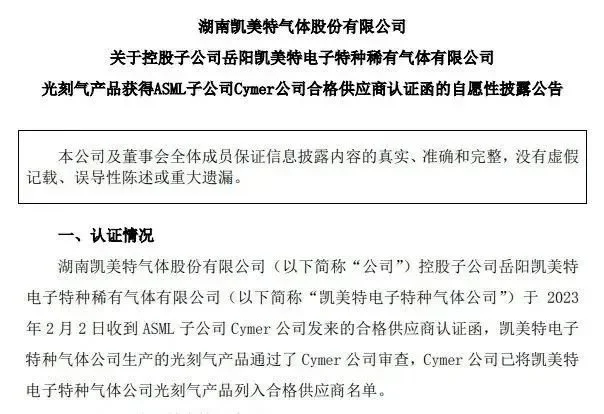 湖南凯美特气体股份有限公司
关于控股子公司岳阳凯美特电子特种稀有气体有限公司
光刻气产品获得ASML子公司Cymer公司合格供应商认证函的自愿性披露公告
本公司及董事会全体成员保证信息披露内容的真实、准确和完整，没有虚假
记载、误导性陈述或重大遗漏。
一、认证情况
湖南凯美特气体股份有限公司（以下简称“公司”）控股子公司岳阳凯美特
电子特种稀有气体有限公司（以下简称“凯美特电子特种气体公司”）于 2023
年 2 月 2 日收到 ASML 子公司 Cymer 公司发来的合格供应商认证函，凯美特电子
特种气体公司生产的光刻气产品通过了 Cymer 公司审查，Cymer 公司已将凯美特
电子特种气体公司光刻气产品列入合格供应商名单。